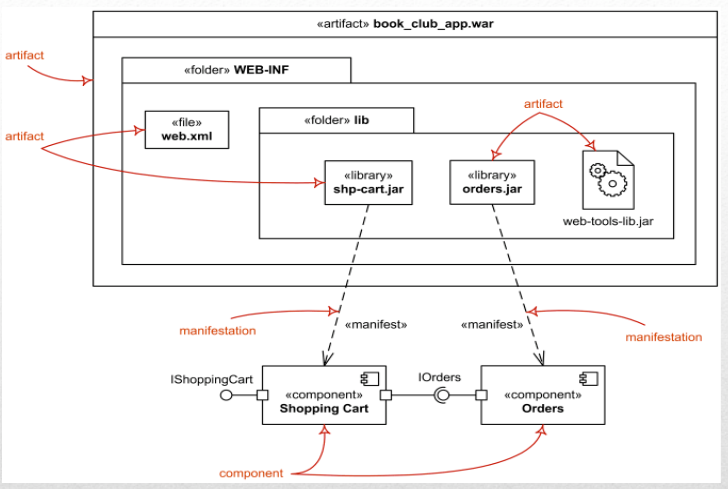 «artifact» book_club_app.war
artifact
«folder» WEB-INF
artifact
«file»
web.xml
«folder» lib
artifact
«library»
shp-cart.jar
«library»
orders.jar
web-tools-lib.jar
manifestation
«manifest»
«manifest»
manifestation
IShoppingCart
«component»
Shopping Cart
IOrders
«component»
Orders
component